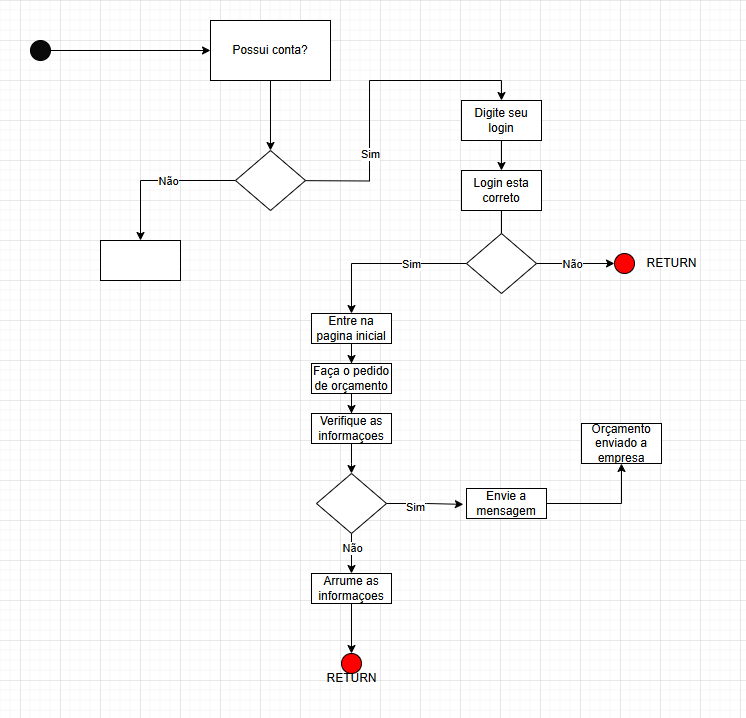 Possui conta?
Digite seu
login
Sim
Não
Login esta
correto
Sim
Não
RETURN
Entre na
pagina inicial
Faça o pedido
de orçamento
Verifique as
informaçoes
Orçamento
enviado a
empresa
Sim
Envie a
mensagem
Não
Arrume as
informaçoes
RETURN